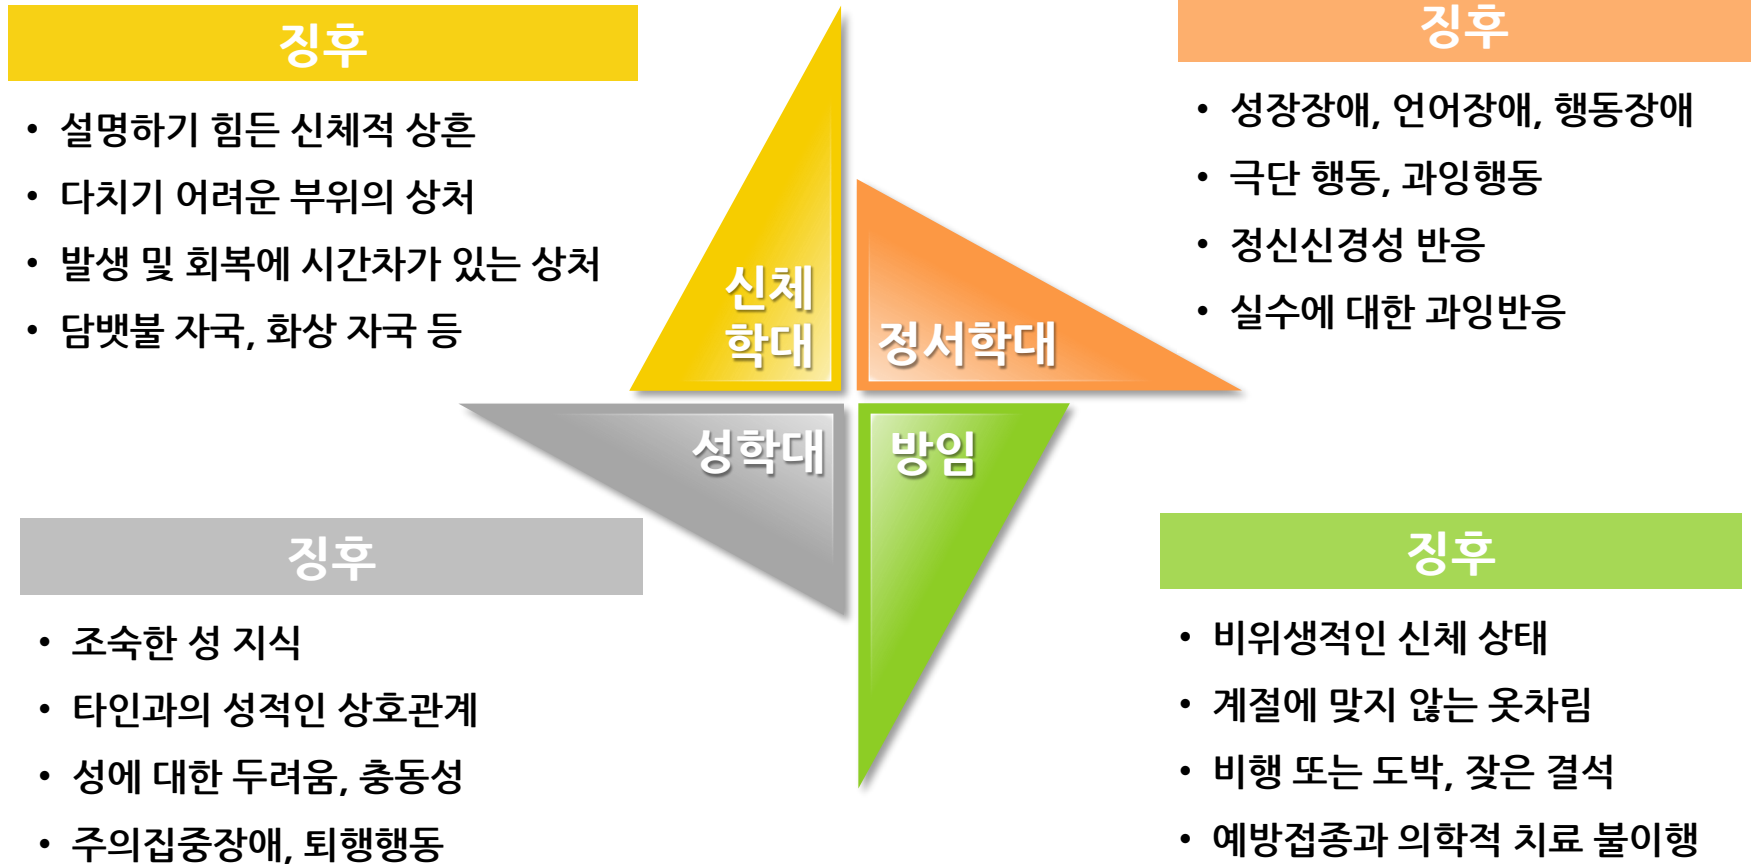 징후
• 설명하기 힘든 신체적 상흔
• 다치기 어려운 부위의 상처
• 발생 및 회복에 시간차가 있는 상처
• 담뱃불 자국, 화상 자국 등
징후
• 성장장애, 언어장애, 행동장애
• 극단 행동, 과잉행동
• 정신신경성 반응
• 실수에 대한 과잉반응
신체
학대
정서학대
성학대
방임
징후
• 조숙한 성 지식
• 타인과의 성적인 상호관계
• 성에 대한 두려움, 충동성
• 주의집중장애, 퇴행행동
징후
• 비위생적인 신체 상태
• 계절에 맞지 않는 옷차림
• 비행 또는 도박, 잦은 결석
• 예방접종과 의학적 치료 불이행